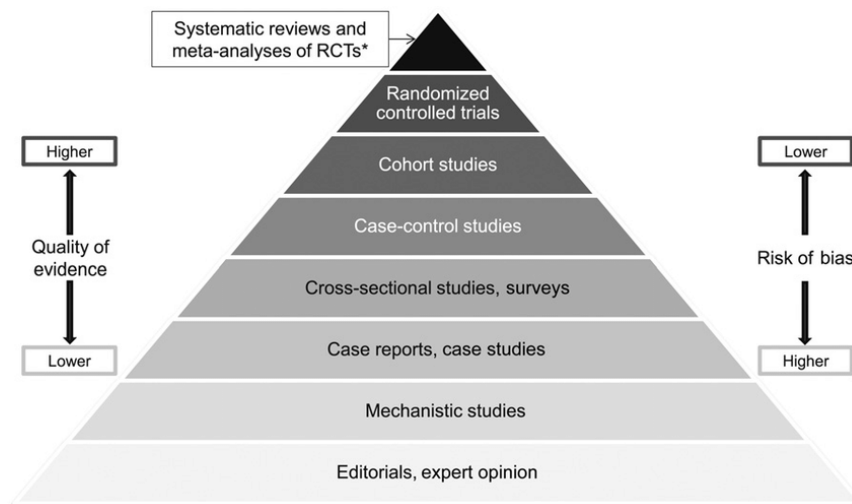 Systematic reviews and
meta-analyses of RCTs*
Randomized
controlled trials
Higher
Lower
Cohort studies
Case-control studies
Quality of
evidence
Risk of bias
Cross-sectional studies, surveys
Case reports, case studies
Lower
Higher
Mechanistic studies
Editorials, expert opinion